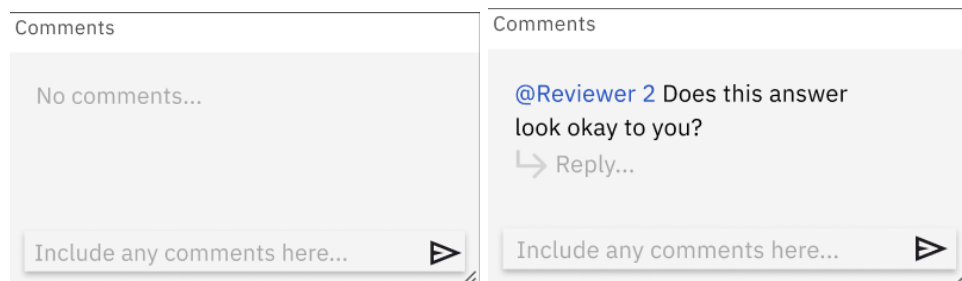 Comments
No comments...
Include any comments here...
Comments
@Reviewer 2 Does this answer
look okay to you?
Reply...
Include any comments here...